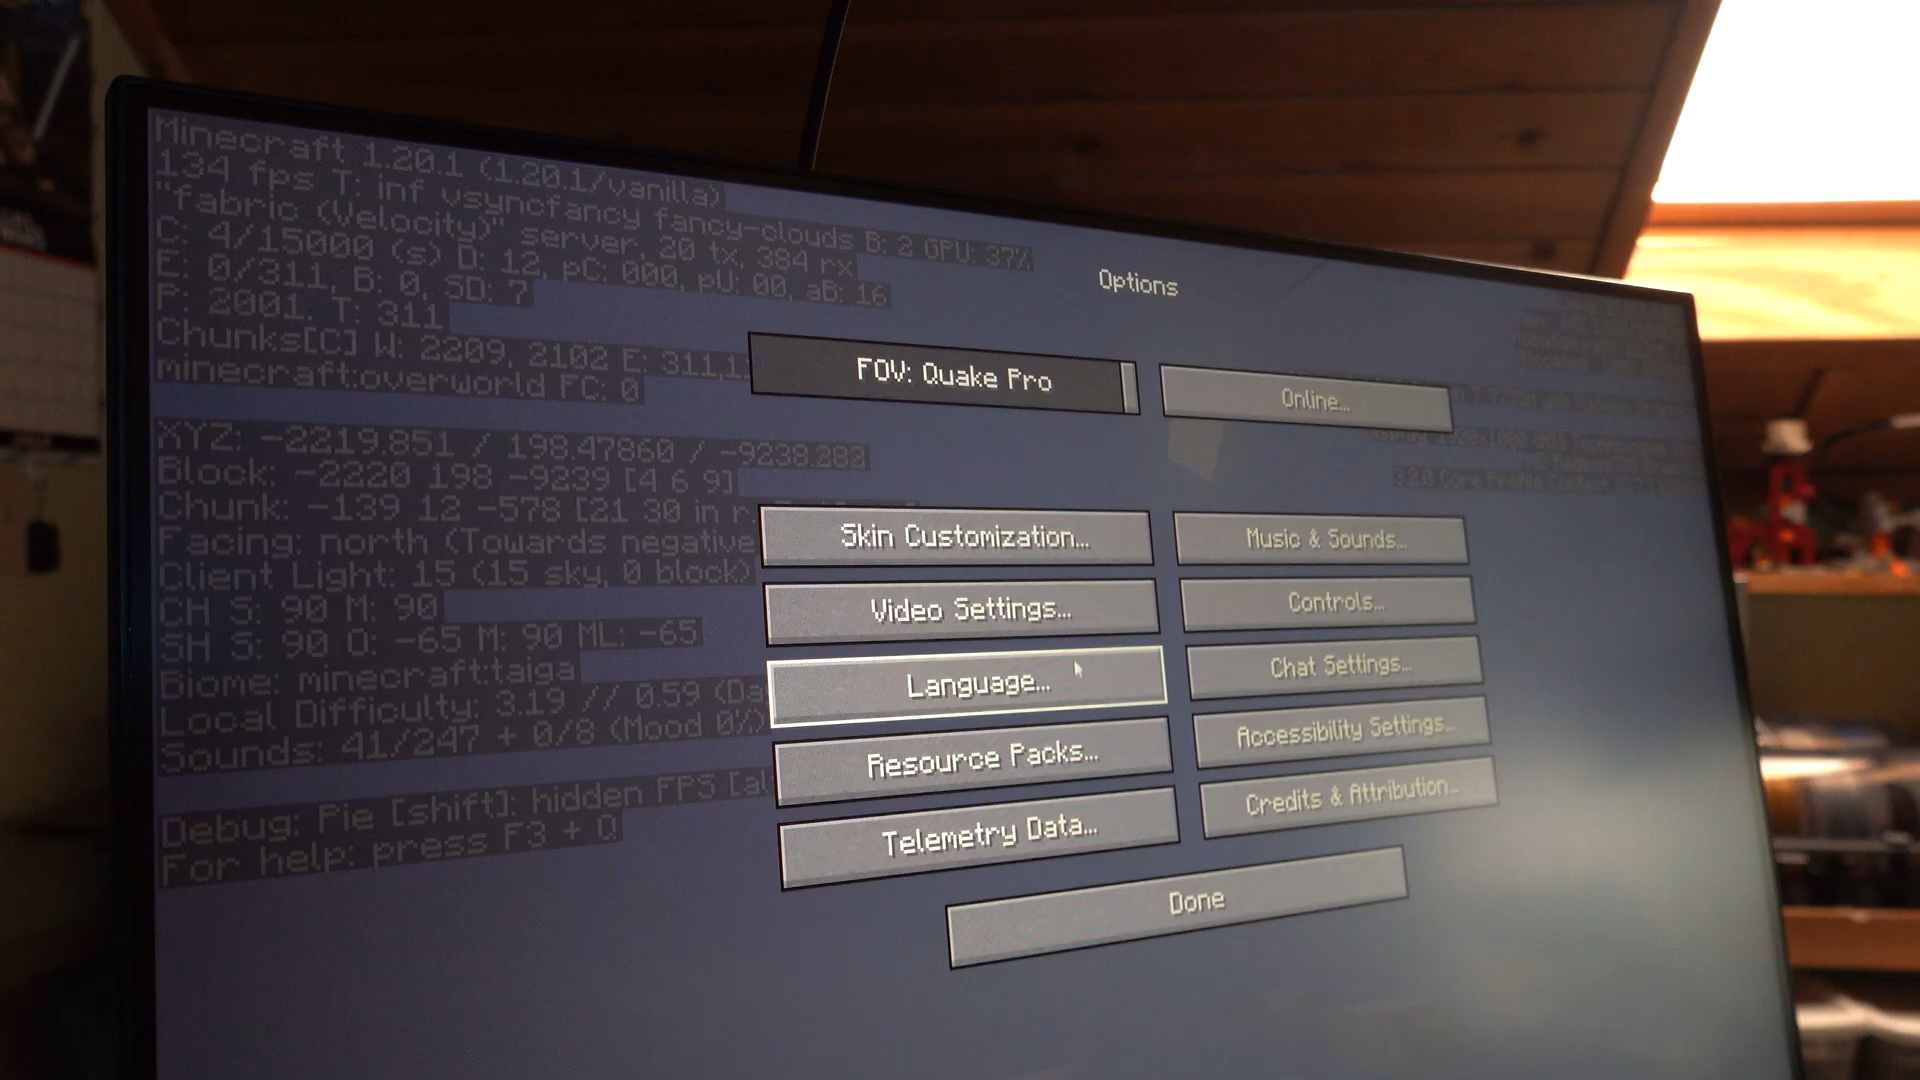 Minecraft 1.20.1 (1.20.1/vanilla)
134 fps T: inf vsyncfancy fancy-clouds B: 2 GPU: 37%
"fabric (Velocity)" server, 20 tx, 384 rx
C: 4/15000 (s) D: 12, pC: 000, pU: 00, aB: 16
E: 0/311, B: 0, SD: 7
P: 2001. T: 311
Chunks[C] W: 2209, 2102 E: 311,1
minecraft:overworld FC: 0
XYZ: -2219.851 / 198.47860 / -9238.283
Block: -2220 198 -9239 [4 6 9]
Chunk: -139 12 -578 [21 30 in r.
Facing: north (Towards negative
Client Light: 15 (15 sky, 0 block)
CH S: 90 M: 90
SH S: 90 O: -65 M: 90 ML: -65
Biome: minecraft:taiga
Local Difficulty: 3.19 // 0.59 (Da
Sounds: 41/247 + 0/8 (Mood 0%)
Debug: Pie [shift]: hidden FPS [al
For help: press F3 + Q
Options
FOV: Quake Pro
Online...
Skin Customization...
Music & Sounds...
Video Settings...
Controls...
Language...
Chat Settings...
Resource Packs...
Accessibility Settings...
Telemetry Data...
Credits & Attribution...
Done
3.2.0 Core Profile Context